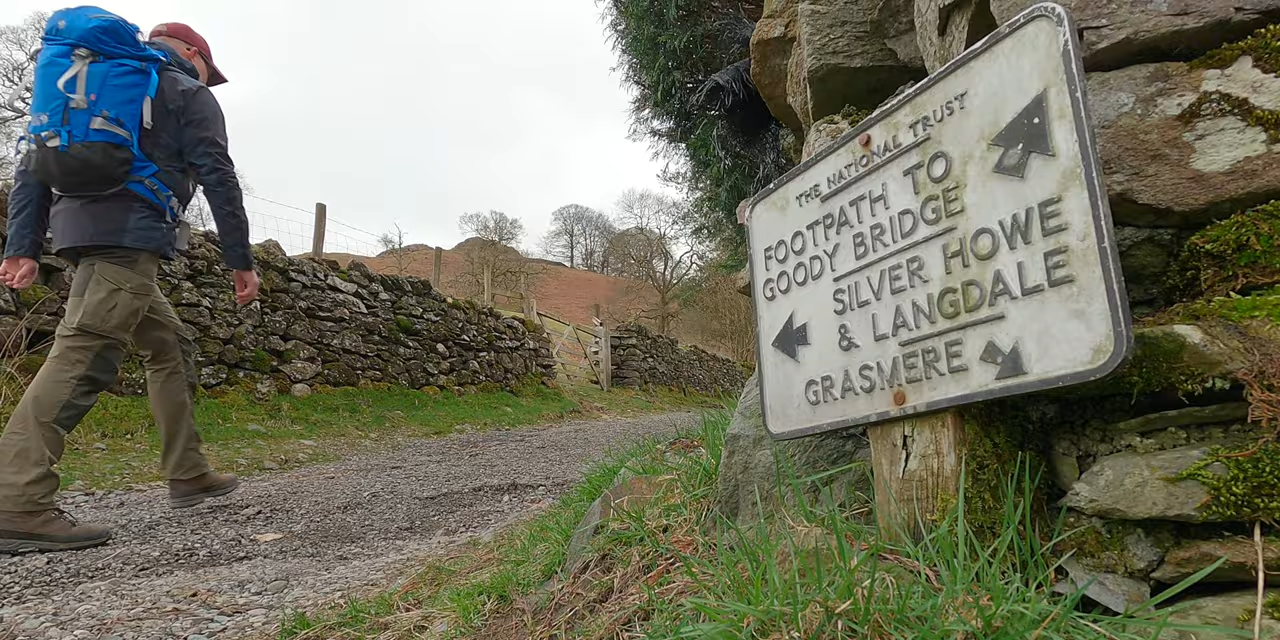 THE NATIONAL TRUST
FOOTPATH TO
GOODY BRIDGE
SILVER HOWE
& LANGDALE
GRASMERE